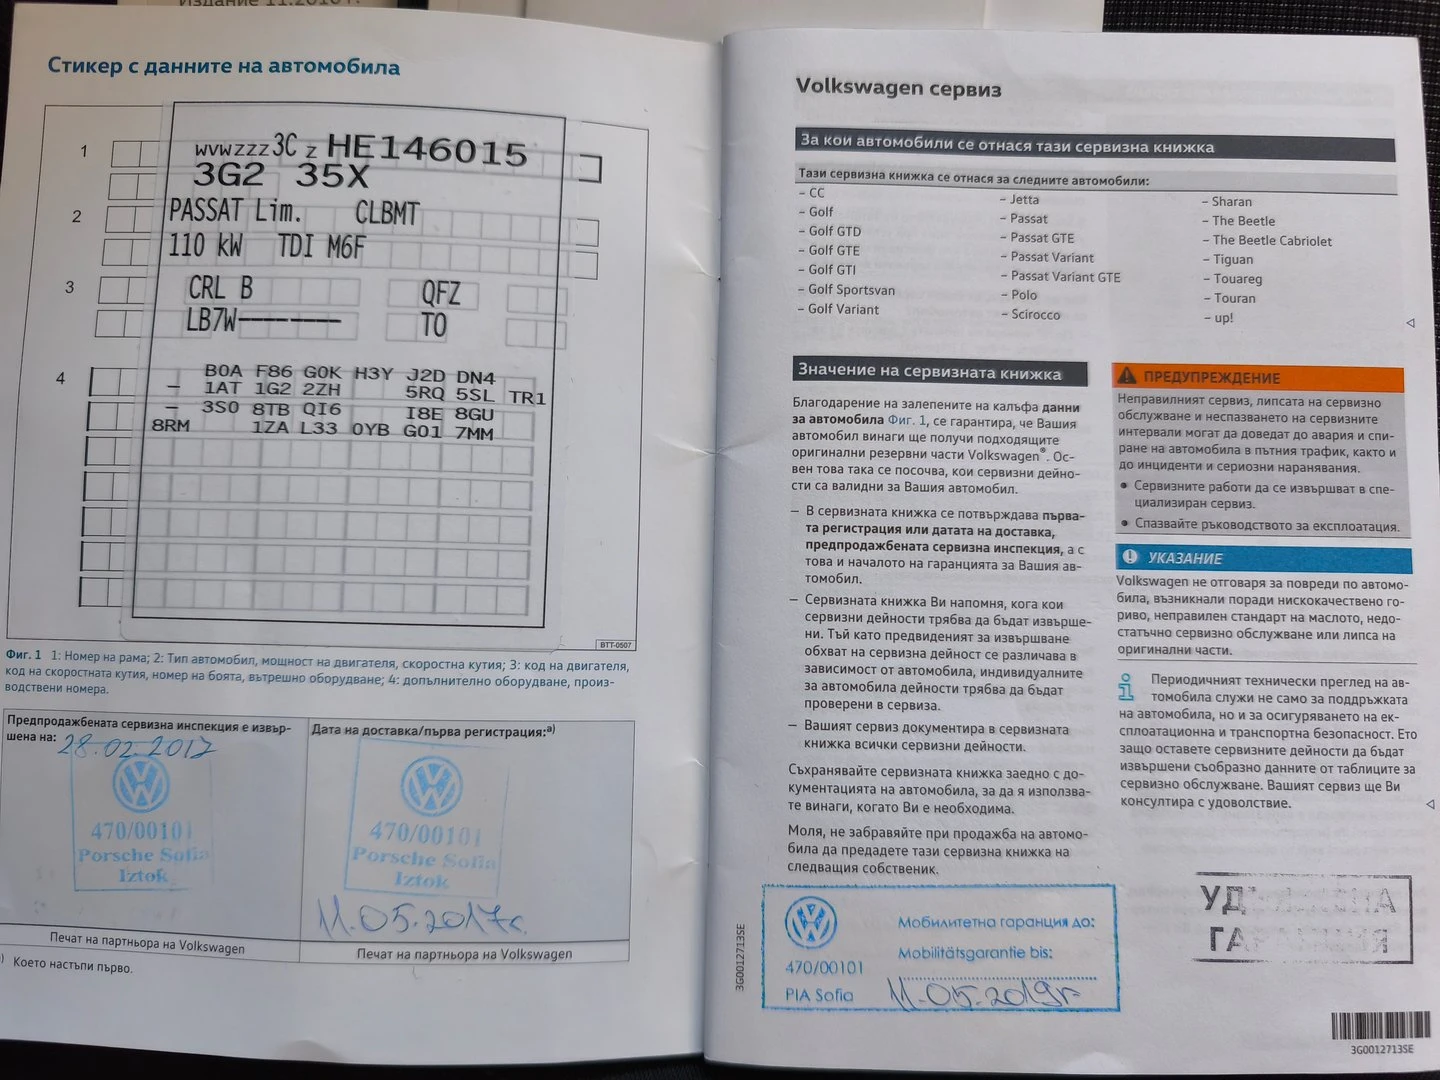 Издание 11.2016 г.
Стикер с данните на автомобила
1
WVWZZZ3C Z HE146015
3G2 35X
2
PASSAT Lim. CLBMT
110 kW TDI M6F
3
CRL B QFZ
LB7W-------- TO
4
B0A F86 G0K H3Y J2D DN4
– 1AT 1G2 2ZH 5RQ 5SL TR1
– 3S0 8TB QI6 I8E 8GU
8RM 1ZA L33 0YB G01 7MM
BTT-0507
Фиг. 1 1: Номер на рама; 2: Тип автомобил, мощност на двигателя, скоростна кутия; 3: код на двигателя,
код на скоростната кутия, номер на боята, вътрешно оборудване; 4: допълнително оборудване, произ-
водствени номера.
Предпродажбената сервизна инспекция е извър-
шена на: 28.02.2017
470/00101
Porsche Sofia
Iztok
Печат на партньора на Volkswagen
Дата на доставка/първа регистрация:a)
470/00101
Porsche Sofia
Iztok
11.05.2017г.
Печат на партньора на Volkswagen
a) Което настъпи първо.
Volkswagen сервиз
За кои автомобили се отнася тази сервизна книжка
Тази сервизна книжка се отнася за следните автомобили:
– CC
– Golf
– Golf GTD
– Golf GTE
– Golf GTI
– Golf Sportsvan
– Golf Variant
– Jetta
– Passat
– Passat GTE
– Passat Variant
– Passat Variant GTE
– Polo
– Scirocco
– Sharan
– The Beetle
– The Beetle Cabriolet
– Tiguan
– Touareg
– Touran
– up!
Значение на сервизната книжка
Благодарение на залепените на калъфа данни
за автомобила Фиг. 1, се гарантира, че Вашия
автомобил винаги ще получи подходящите
оригинални резервни части Volkswagen®. Ос-
вен това така се посочва, кои сервизни дейно-
сти са валидни за Вашия автомобил.
– В сервизната книжка се потвърждава първа-
та регистрация или датата на доставка,
предпродажбената сервизна инспекция, а с
това и началото на гаранцията за Вашия ав-
томобил.
– Сервизната книжка Ви напомня, кога кои
сервизни дейности трябва да бъдат извърше-
ни. Тъй като предвиденият за извършване
обхват на сервизна дейност се различава в
зависимост от автомобила, индивидуалните
за автомобила дейности трябва да бъдат
проверени в сервиза.
– Вашият сервиз документира в сервизната
книжка всички сервизни дейности.
Съхранявайте сервизната книжка заедно с до-
кументацията на автомобила, за да я използва-
те винаги, когато Ви е необходима.
Моля, не забравяйте при продажба на автомо-
била да предадете тази сервизна книжка на
следващия собственик.
ПРЕДУПРЕЖДЕНИЕ
Неправилният сервиз, липсата на сервизно
обслужване и неспазването на сервизните
интервали могат да доведат до авария и спи-
ране на автомобила в пътния трафик, както и
до инциденти и сериозни наранявания.
• Сервизните работи да се извършват в спе-
циализиран сервиз.
• Спазвайте ръководството за експлоатация.
УКАЗАНИЕ
Volkswagen не отговаря за повреди по автомо-
била, възникнали поради нискокачествено го-
риво, неправилен стандарт на маслото, недо-
статъчно сервизно обслужване или липса на
оригинални части.
Периодичният технически преглед на ав-
томобила служи не само за поддръжката
на автомобила, но и за осигуряването на ек-
сплоатационна и транспортна безопасност. Ето
защо оставете сервизните дейности да бъдат
извършени съобразно данните от таблиците за
сервизно обслужване. Вашият сервиз ще Ви
консултира с удоволствие.
470/00101
PIA Sofia
Мобилитетна гаранция до:
Mobilitätsgarantie bis:
11.05.2019г.
3G0012713SE
3G0012713SE